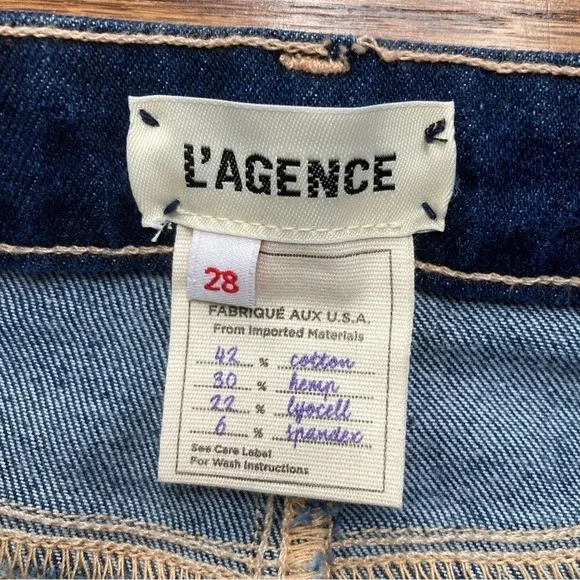 L'AGENCE
28
FABRIQUÉ AUX U.S.A.
From Imported Materials
42 % cotton
30 % hemp
22 % lyocell
6 % spandex
See Care Label
For Wash Instructions